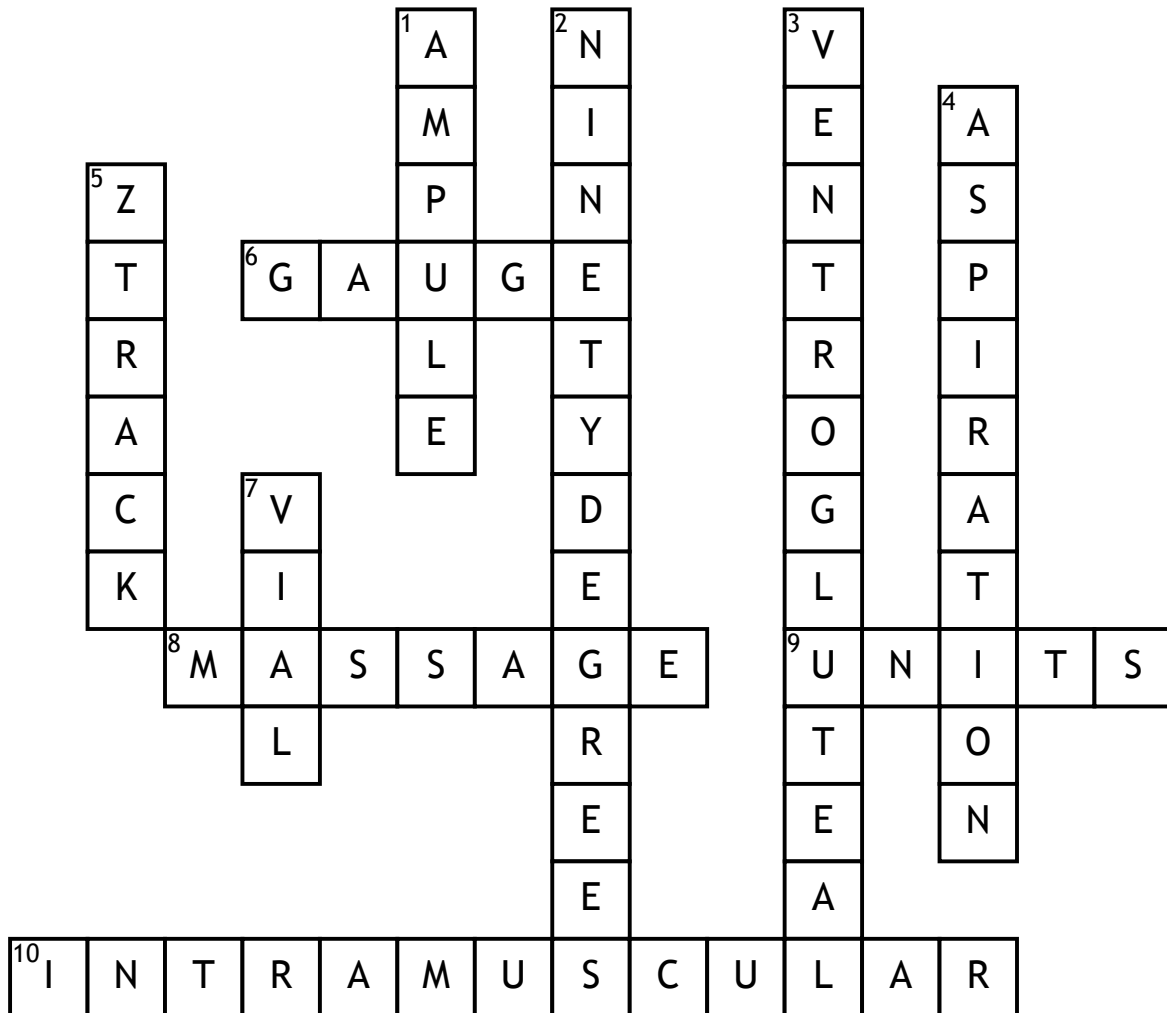 1 A 2 N 3 V
M I E 4 A
5 Z P N N S
T 6 G A U G E T P
R L T R I
A E Y O R
C 7 V D G A
K I E L T
8 M A S S A G E 9 U N I T S
L R T O
E E N
E A
10 I N T R A M U S C U L A R